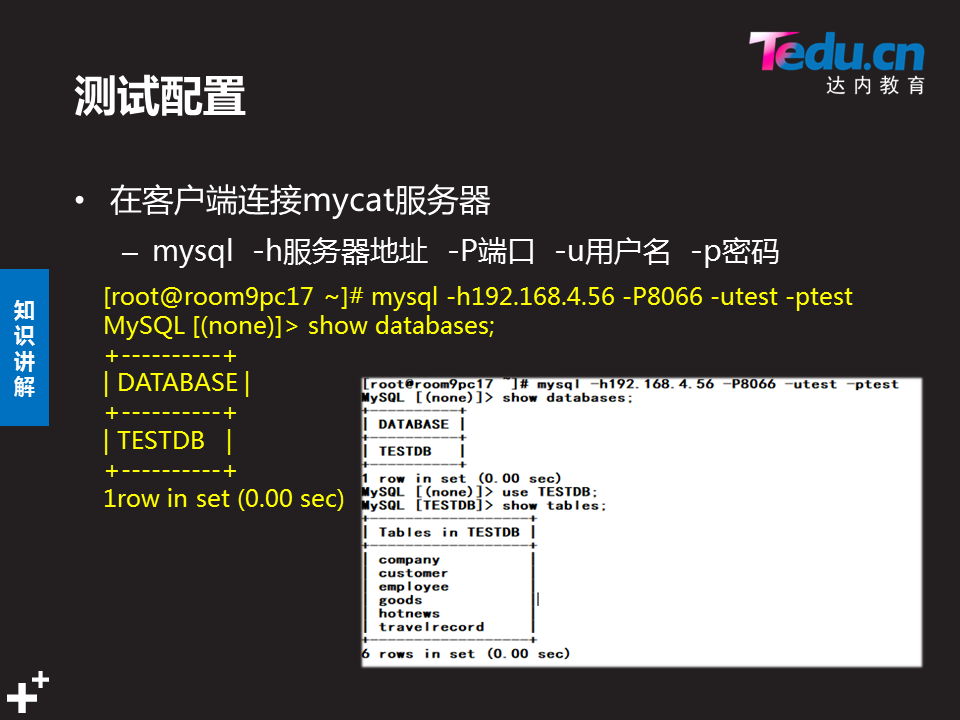 Tedu.cn
达内教育
测试配置
• 在客户端连接mycat服务器
– mysql -h服务器地址 -P端口 -u用户名 -p密码
知识讲解
[root@room9pc17 ~]# mysql -h192.168.4.56 -P8066 -utest -ptest
MySQL [(none)]> show databases;
+----------+
| DATABASE |
+----------+
| TESTDB |
+----------+
1row in set (0.00 sec)
[root@room9pc17 ~]# mysql -h192.168.4.56 -P8066 -utest -ptest
MySQL [(none)]> show databases;
+----------+
| DATABASE |
+----------+
| TESTDB |
+----------+
1 row in set (0.00 sec)
MySQL [(none)]> use TESTDB;
MySQL [TESTDB]> show tables;
+------------------+
| Tables in TESTDB |
+------------------+
| company |
| customer |
| employee |
| goods |
| hotnews |
| travelrecord |
+------------------+
6 rows in set (0.00 sec)